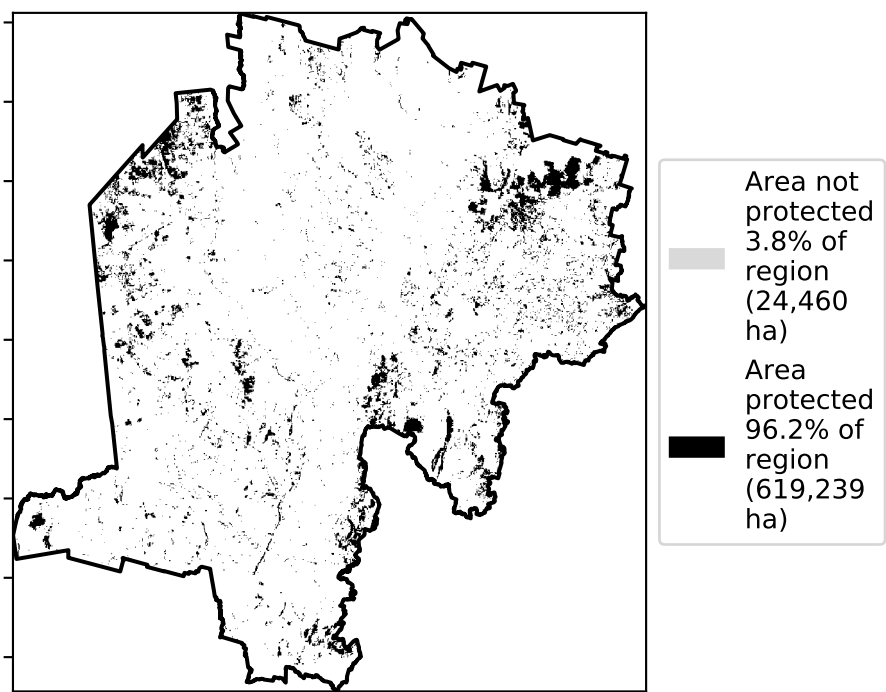 Area not
protected
3.8% of
region
(24,460
ha)
Area
protected
96.2% of
region
(619,239
ha)